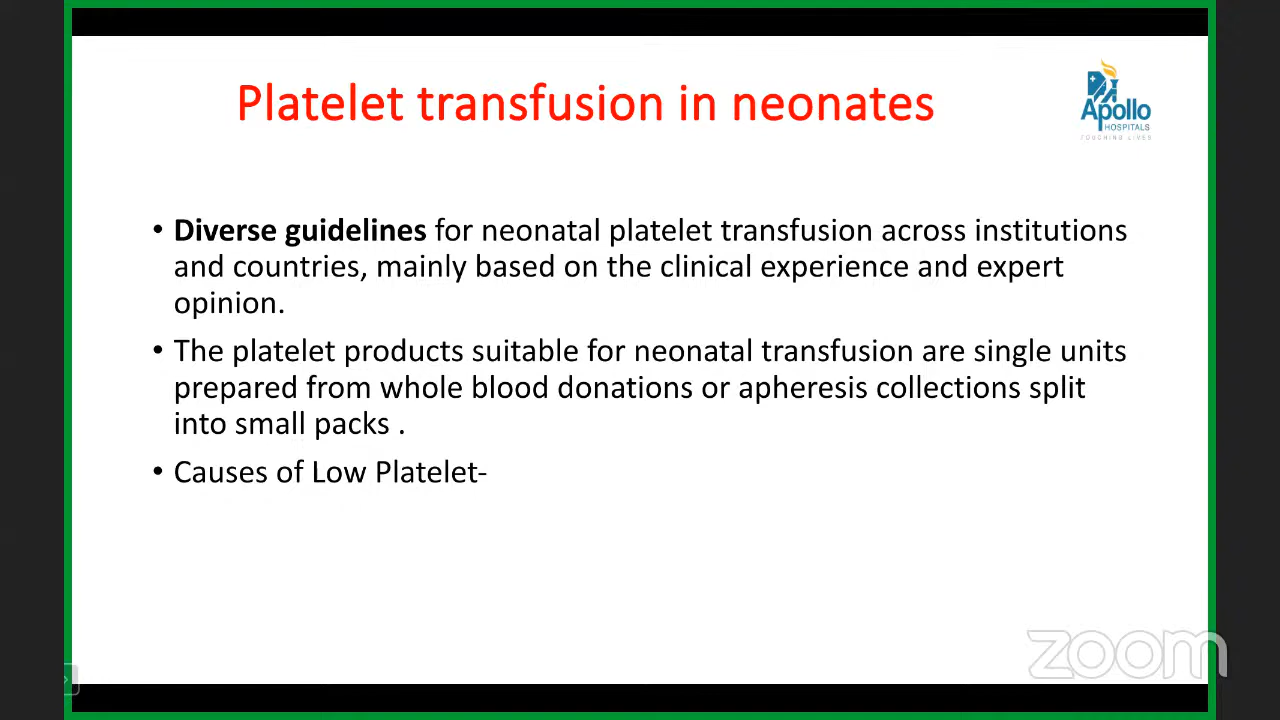 Platelet transfusion in neonates
Apollo
HOSPITALS
TOUCHING LIVES
• Diverse guidelines for neonatal platelet transfusion across institutions
and countries, mainly based on the clinical experience and expert
opinion.
• The platelet products suitable for neonatal transfusion are single units
prepared from whole blood donations or apheresis collections split
into small packs .
• Causes of Low Platelet-
zoom